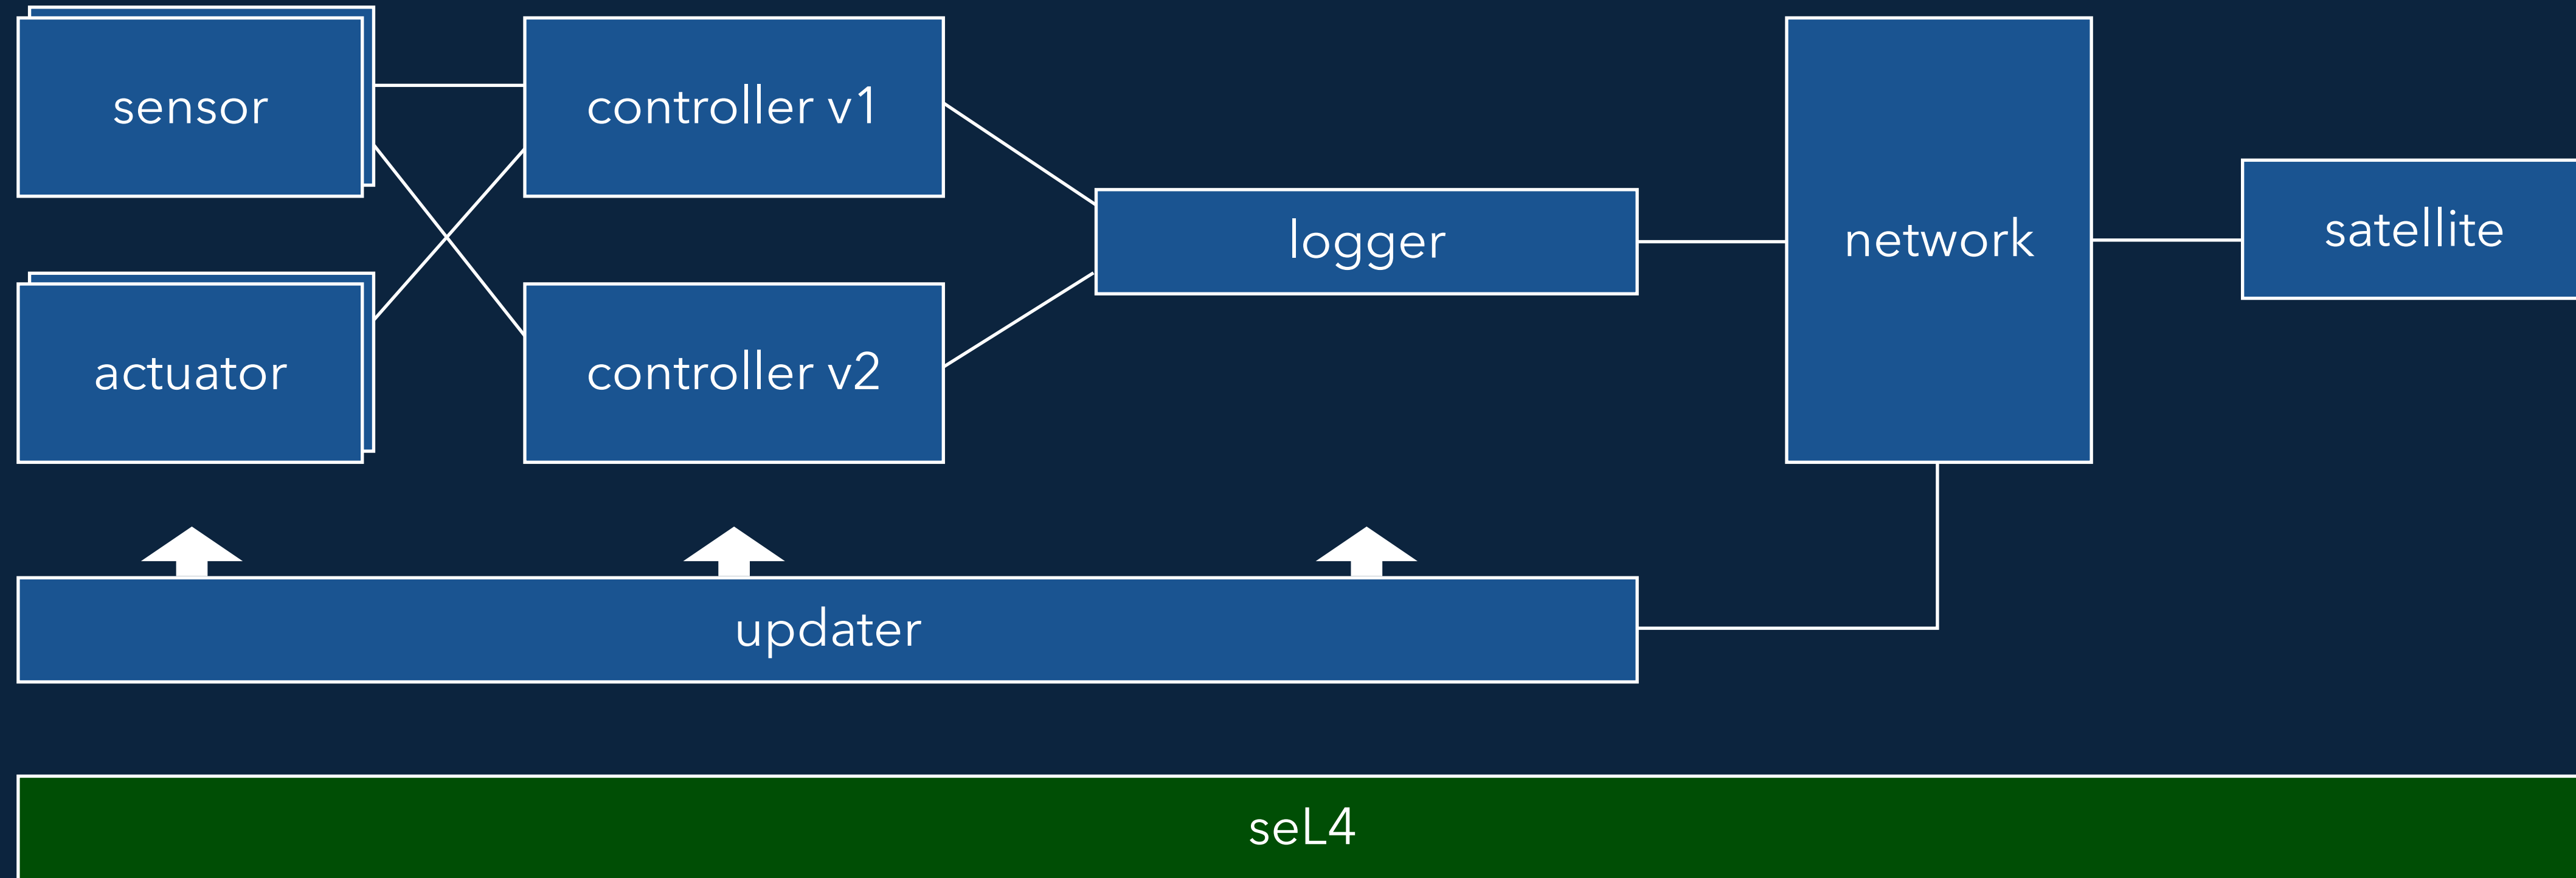 sensor
controller v1
logger
network
satellite
actuator
controller v2
updater
seL4